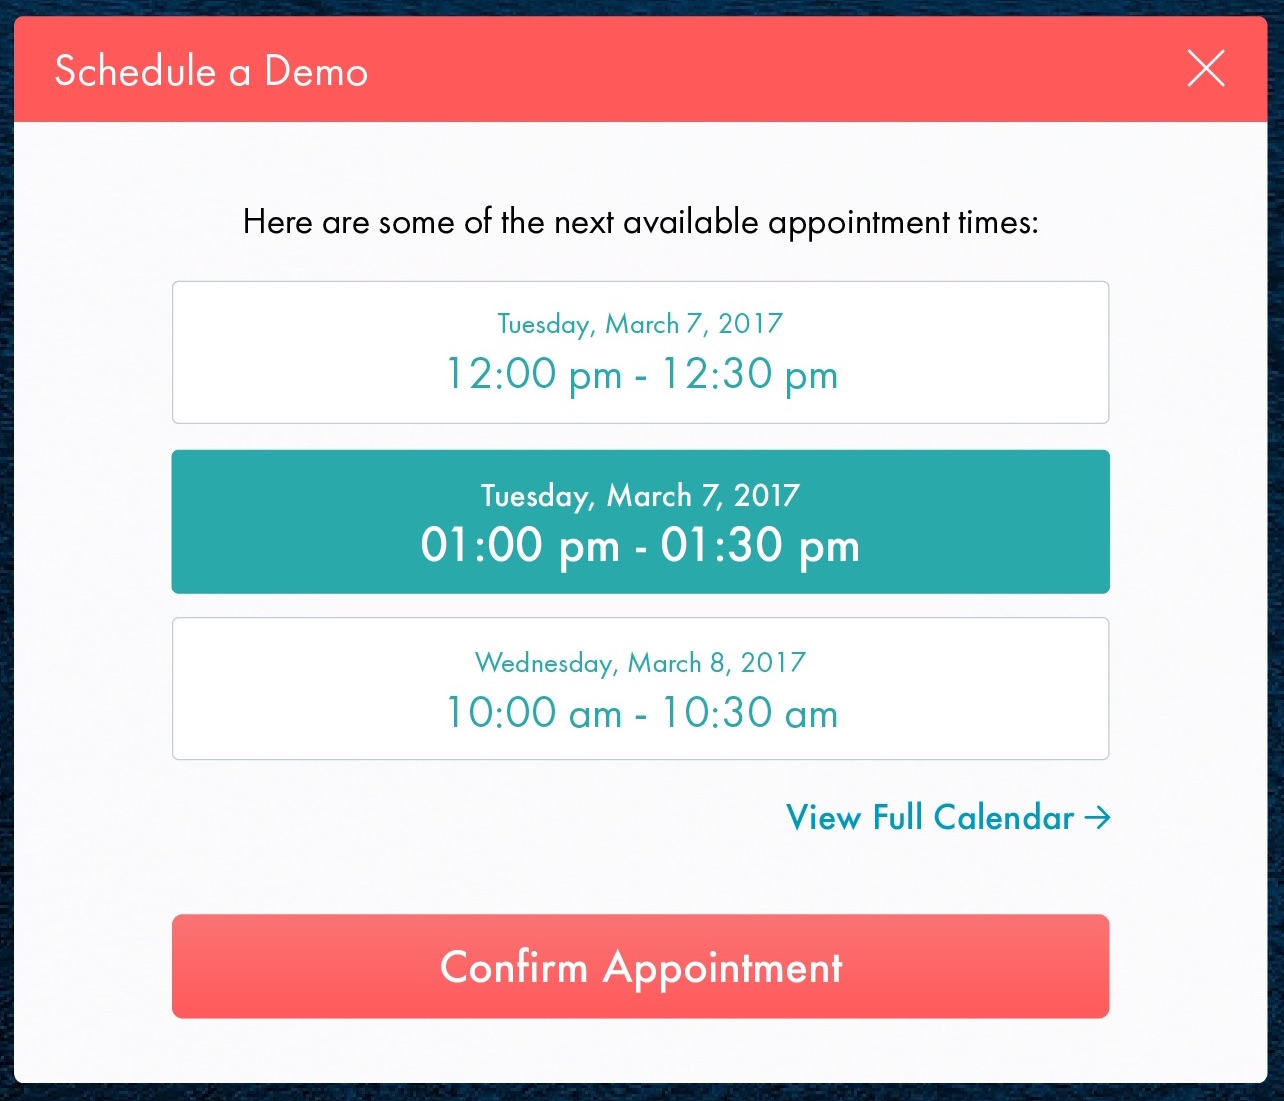 Schedule a Demo
Here are some of the next available appointment times:
Tuesday, March 7, 2017
12:00 pm - 12:30 pm
Tuesday, March 7, 2017
01:00 pm - 01:30 pm
Wednesday, March 8, 2017
10:00 am - 10:30 am
View Full Calendar →
Confirm Appointment